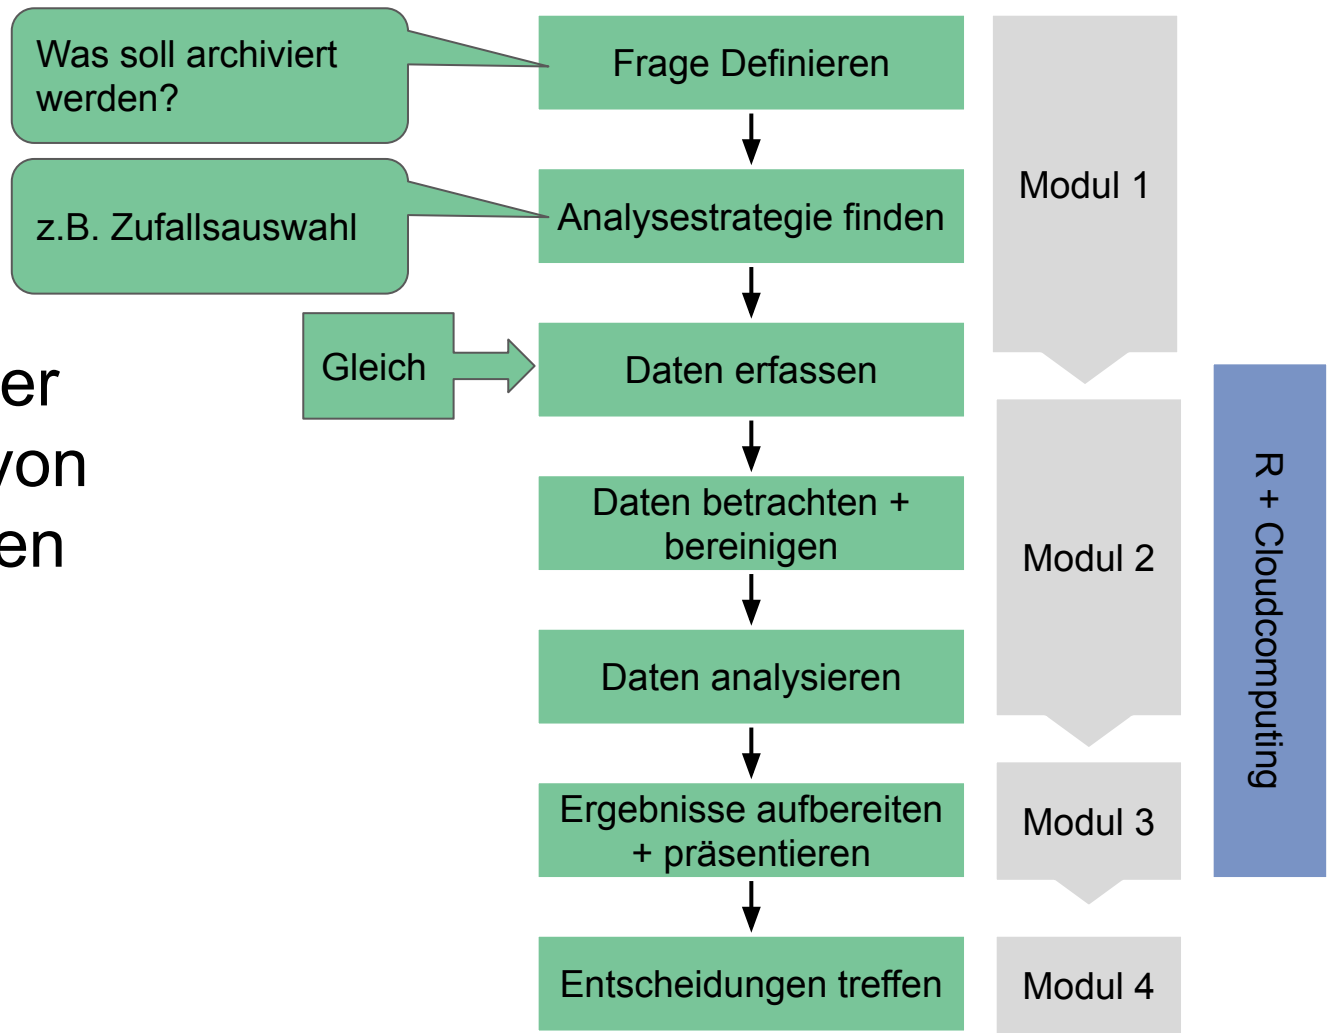 Was soll archiviert
werden?
Frage Definieren
Modul 1
z.B. Zufallsauswahl
Analysestrategie finden
Gleich
Daten erfassen
er
von
en
Daten betrachten +
bereinigen
Modul 2
R + Cloudcomputing
Daten analysieren
Ergebnisse aufbereiten
+ präsentieren
Modul 3
Entscheidungen treffen
Modul 4